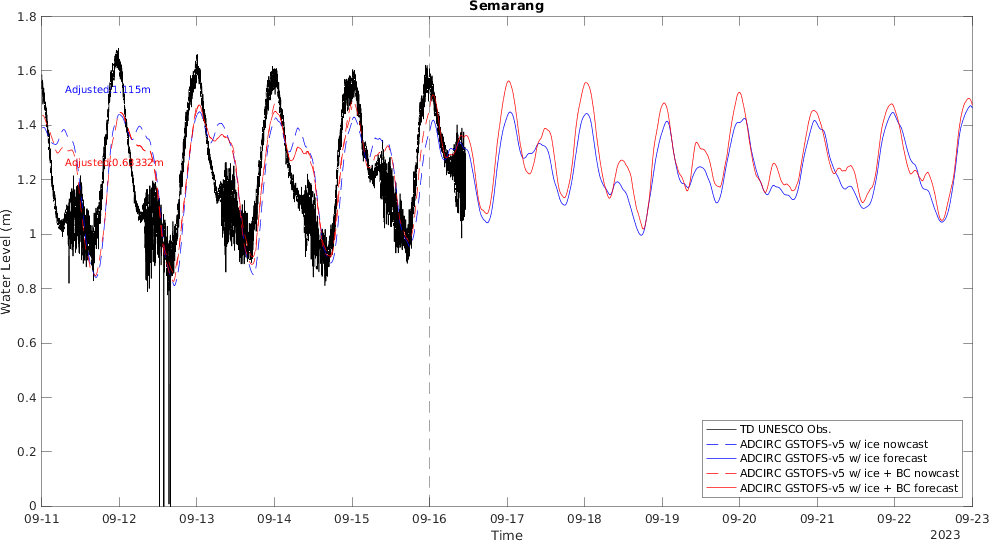 Semarang
1.8
1.6
1.4
1.2
1
0.8
0.6
0.4
0.2
0
Water Level (m)
Adjusted 1.115m
TD UNESCO Obs.
ADCIRC GSTOFS-v5 w/ ice nowcast
ADCIRC GSTOFS-v5 w/ ice forecast
ADCIRC GSTOFS-v5 w/ ice + BC nowcast
ADCIRC GSTOFS-v5 w/ ice + BC forecast
09-11 09-12 09-13 09-14 09-15 09-16 09-17 09-18 09-19 09-20 09-21 09-22 09-23
Time
2023